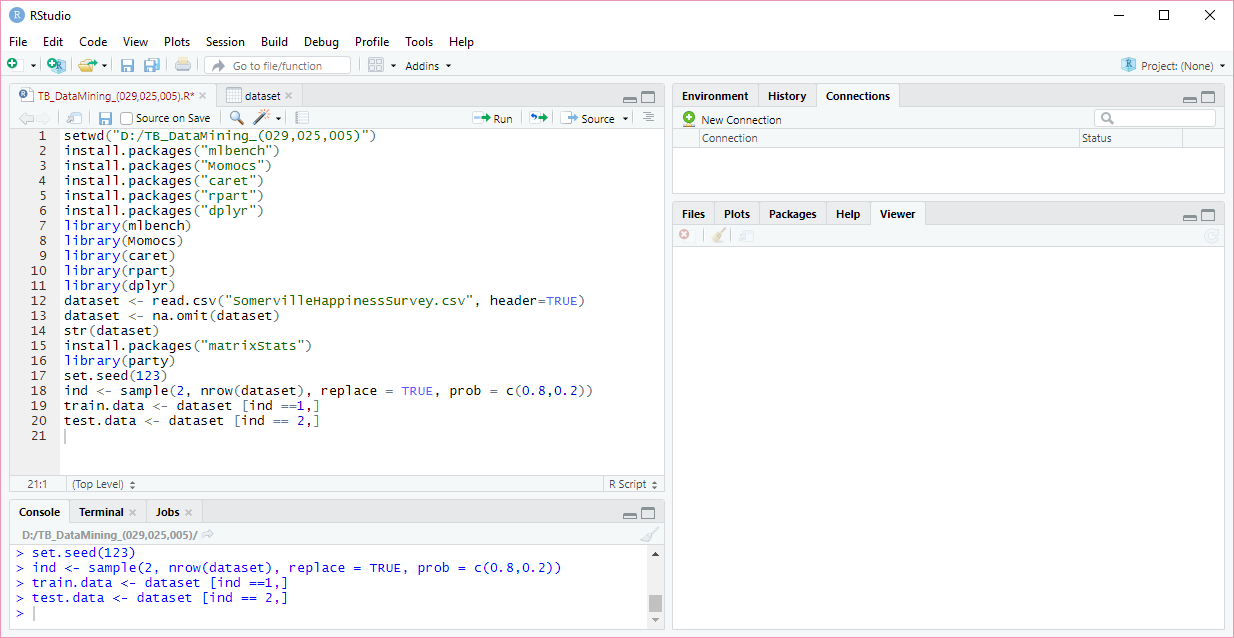 RStudio
File Edit Code View Plots Session Build Debug Profile Tools Help
Go to file/function Addins Project: (None)
TB_DataMining_(029,025,005).R* dataset
Source on Save Run Source
1 setwd("D:/TB_DataMining_(029,025,005)")
2 install.packages("mlbench")
3 install.packages("Momocs")
4 install.packages("caret")
5 install.packages("rpart")
6 install.packages("dplyr")
7 library(mlbench)
8 library(Momocs)
9 library(caret)
10 library(rpart)
11 library(dplyr)
12 dataset <- read.csv("SomervilleHappinessSurvey.csv", header=TRUE)
13 dataset <- na.omit(dataset)
14 str(dataset)
15 install.packages("matrixStats")
16 library(party)
17 set.seed(123)
18 ind <- sample(2, nrow(dataset), replace = TRUE, prob = c(0.8,0.2))
19 train.data <- dataset [ind ==1,]
20 test.data <- dataset [ind == 2,]
21
21:1 (Top Level) R Script
Console Terminal Jobs
D:/TB_DataMining_(029,025,005)/
> set.seed(123)
> ind <- sample(2, nrow(dataset), replace = TRUE, prob = c(0.8,0.2))
> train.data <- dataset [ind ==1,]
> test.data <- dataset [ind == 2,]
>
Environment History Connections
New Connection
Connection Status
Files Plots Packages Help Viewer